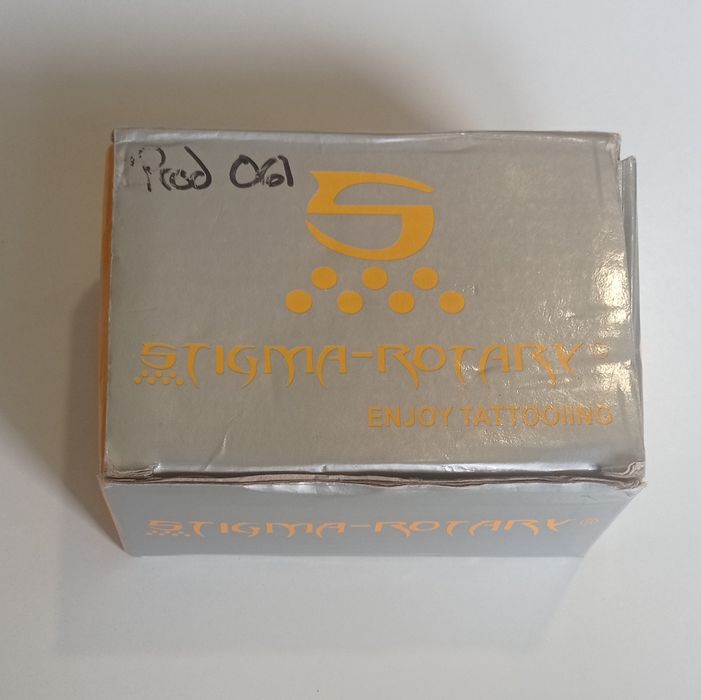 Prod 061
S
STIGMA-ROTARY®
ENJOY TATTOOIING
STIGMA-ROTARY®